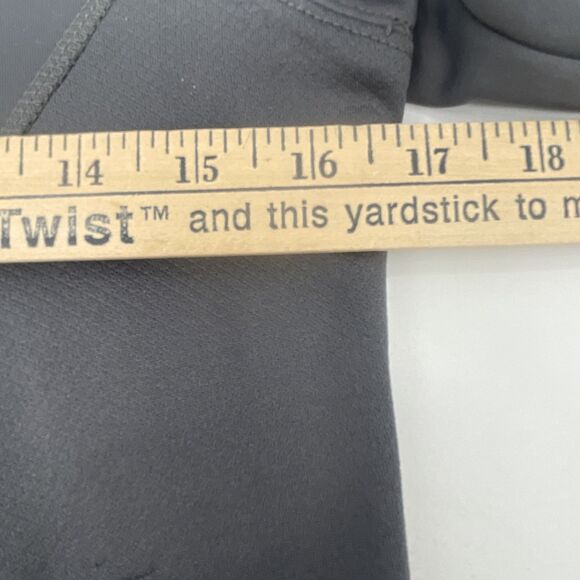 14 15 16 17 18
Twist™ and this yardstick to m